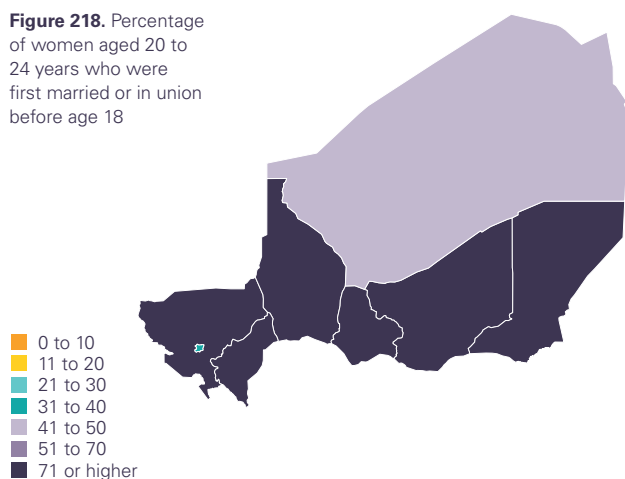 Figure 218. Percentage
of women aged 20 to
24 years who were
first married or in union
before age 18
0 to 10
11 to 20
21 to 30
31 to 40
41 to 50
51 to 70
71 or higher